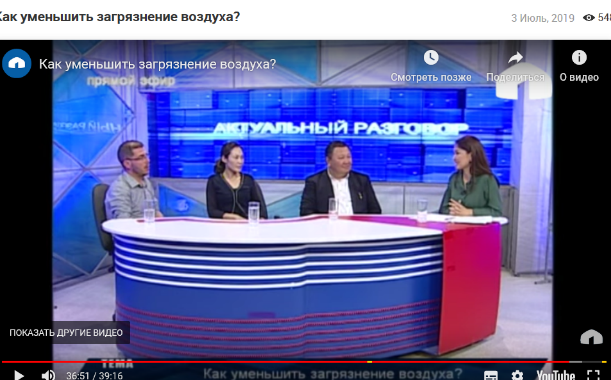 Как уменьшить загрязнение воздуха?
3 Июль, 2019
548
Как уменьшить загрязнение воздуха?
Смотреть позже
Поделиться
О видео
прямой эфир
АКТУАЛЬНЫЙ РАЗГОВОР
ПОКАЗАТЬ ДРУГИЕ ВИДЕО
ТЕМА
Как уменьшить загрязнение воздуха?
36:51 / 39:16
YouTube